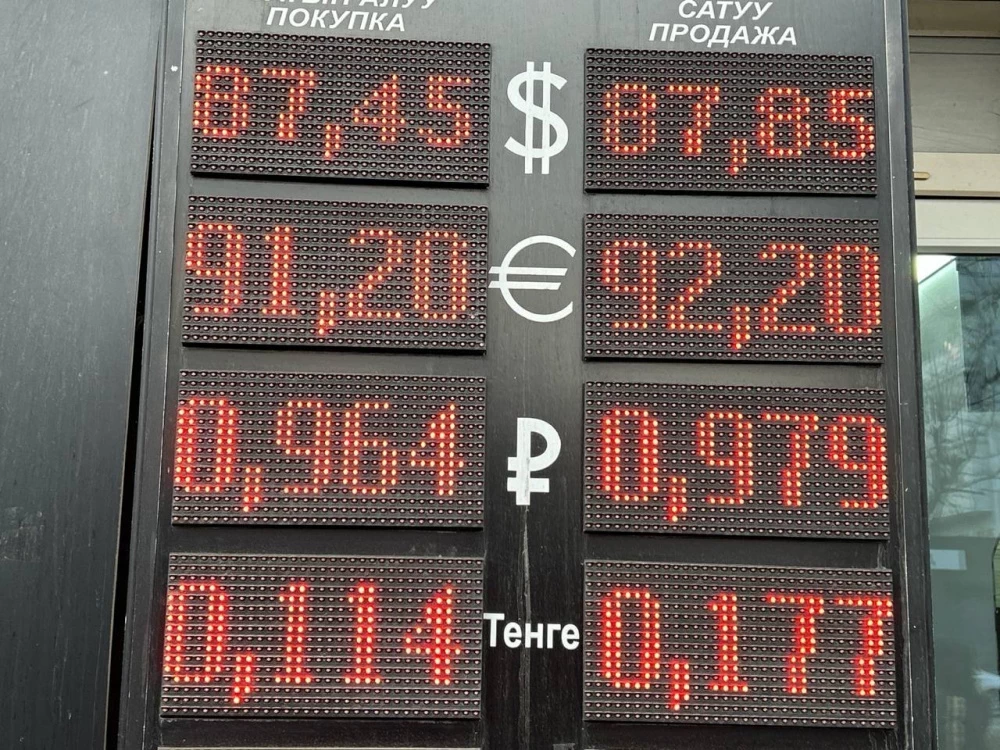 САТУУ
ПОКУПКА
ПРОДАЖА
87,45 $ 87,85
91,20 € 92,20
0,964 ₽ 0,979
0,114 Тенге 0,177